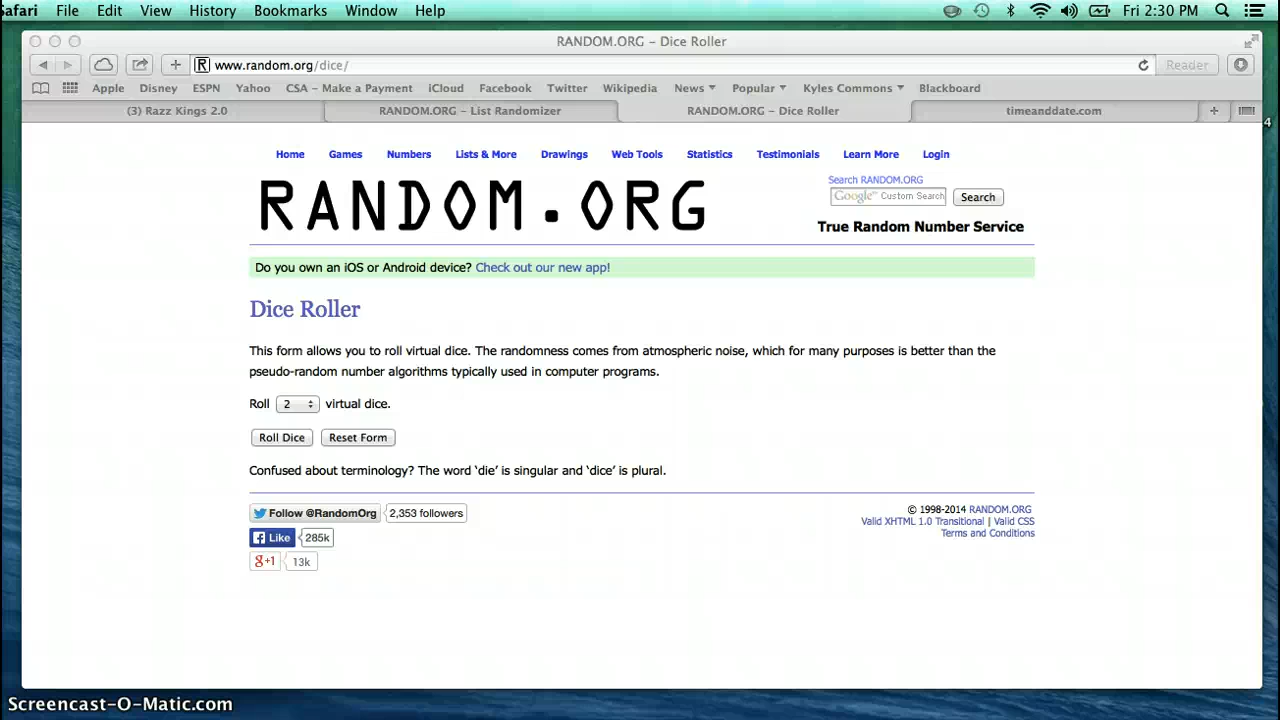 Safari File Edit View History Bookmarks Window Help Fri 2:30 PM
RANDOM.ORG – Dice Roller
www.random.org/dice/ Reader
Apple Disney ESPN Yahoo CSA – Make a Payment iCloud Facebook Twitter Wikipedia News Popular Kyles Commons Blackboard
(3) Razz Kings 2.0 RANDOM.ORG – List Randomizer RANDOM.ORG – Dice Roller timeanddate.com +
4
Home Games Numbers Lists & More Drawings Web Tools Statistics Testimonials Learn More Login
RANDOM.ORG
Search RANDOM.ORG
Google™ Custom Search Search
True Random Number Service
Do you own an iOS or Android device? Check out our new app!
Dice Roller
This form allows you to roll virtual dice. The randomness comes from atmospheric noise, which for many purposes is better than the
pseudo-random number algorithms typically used in computer programs.
Roll 2 virtual dice.
Roll Dice Reset Form
Confused about terminology? The word ‘die’ is singular and ‘dice’ is plural.
Follow @RandomOrg 2,353 followers
Like 285k
g+1 13k
© 1998-2014 RANDOM.ORG
Valid XHTML 1.0 Transitional | Valid CSS
Terms and Conditions
Screencast-O-Matic.com